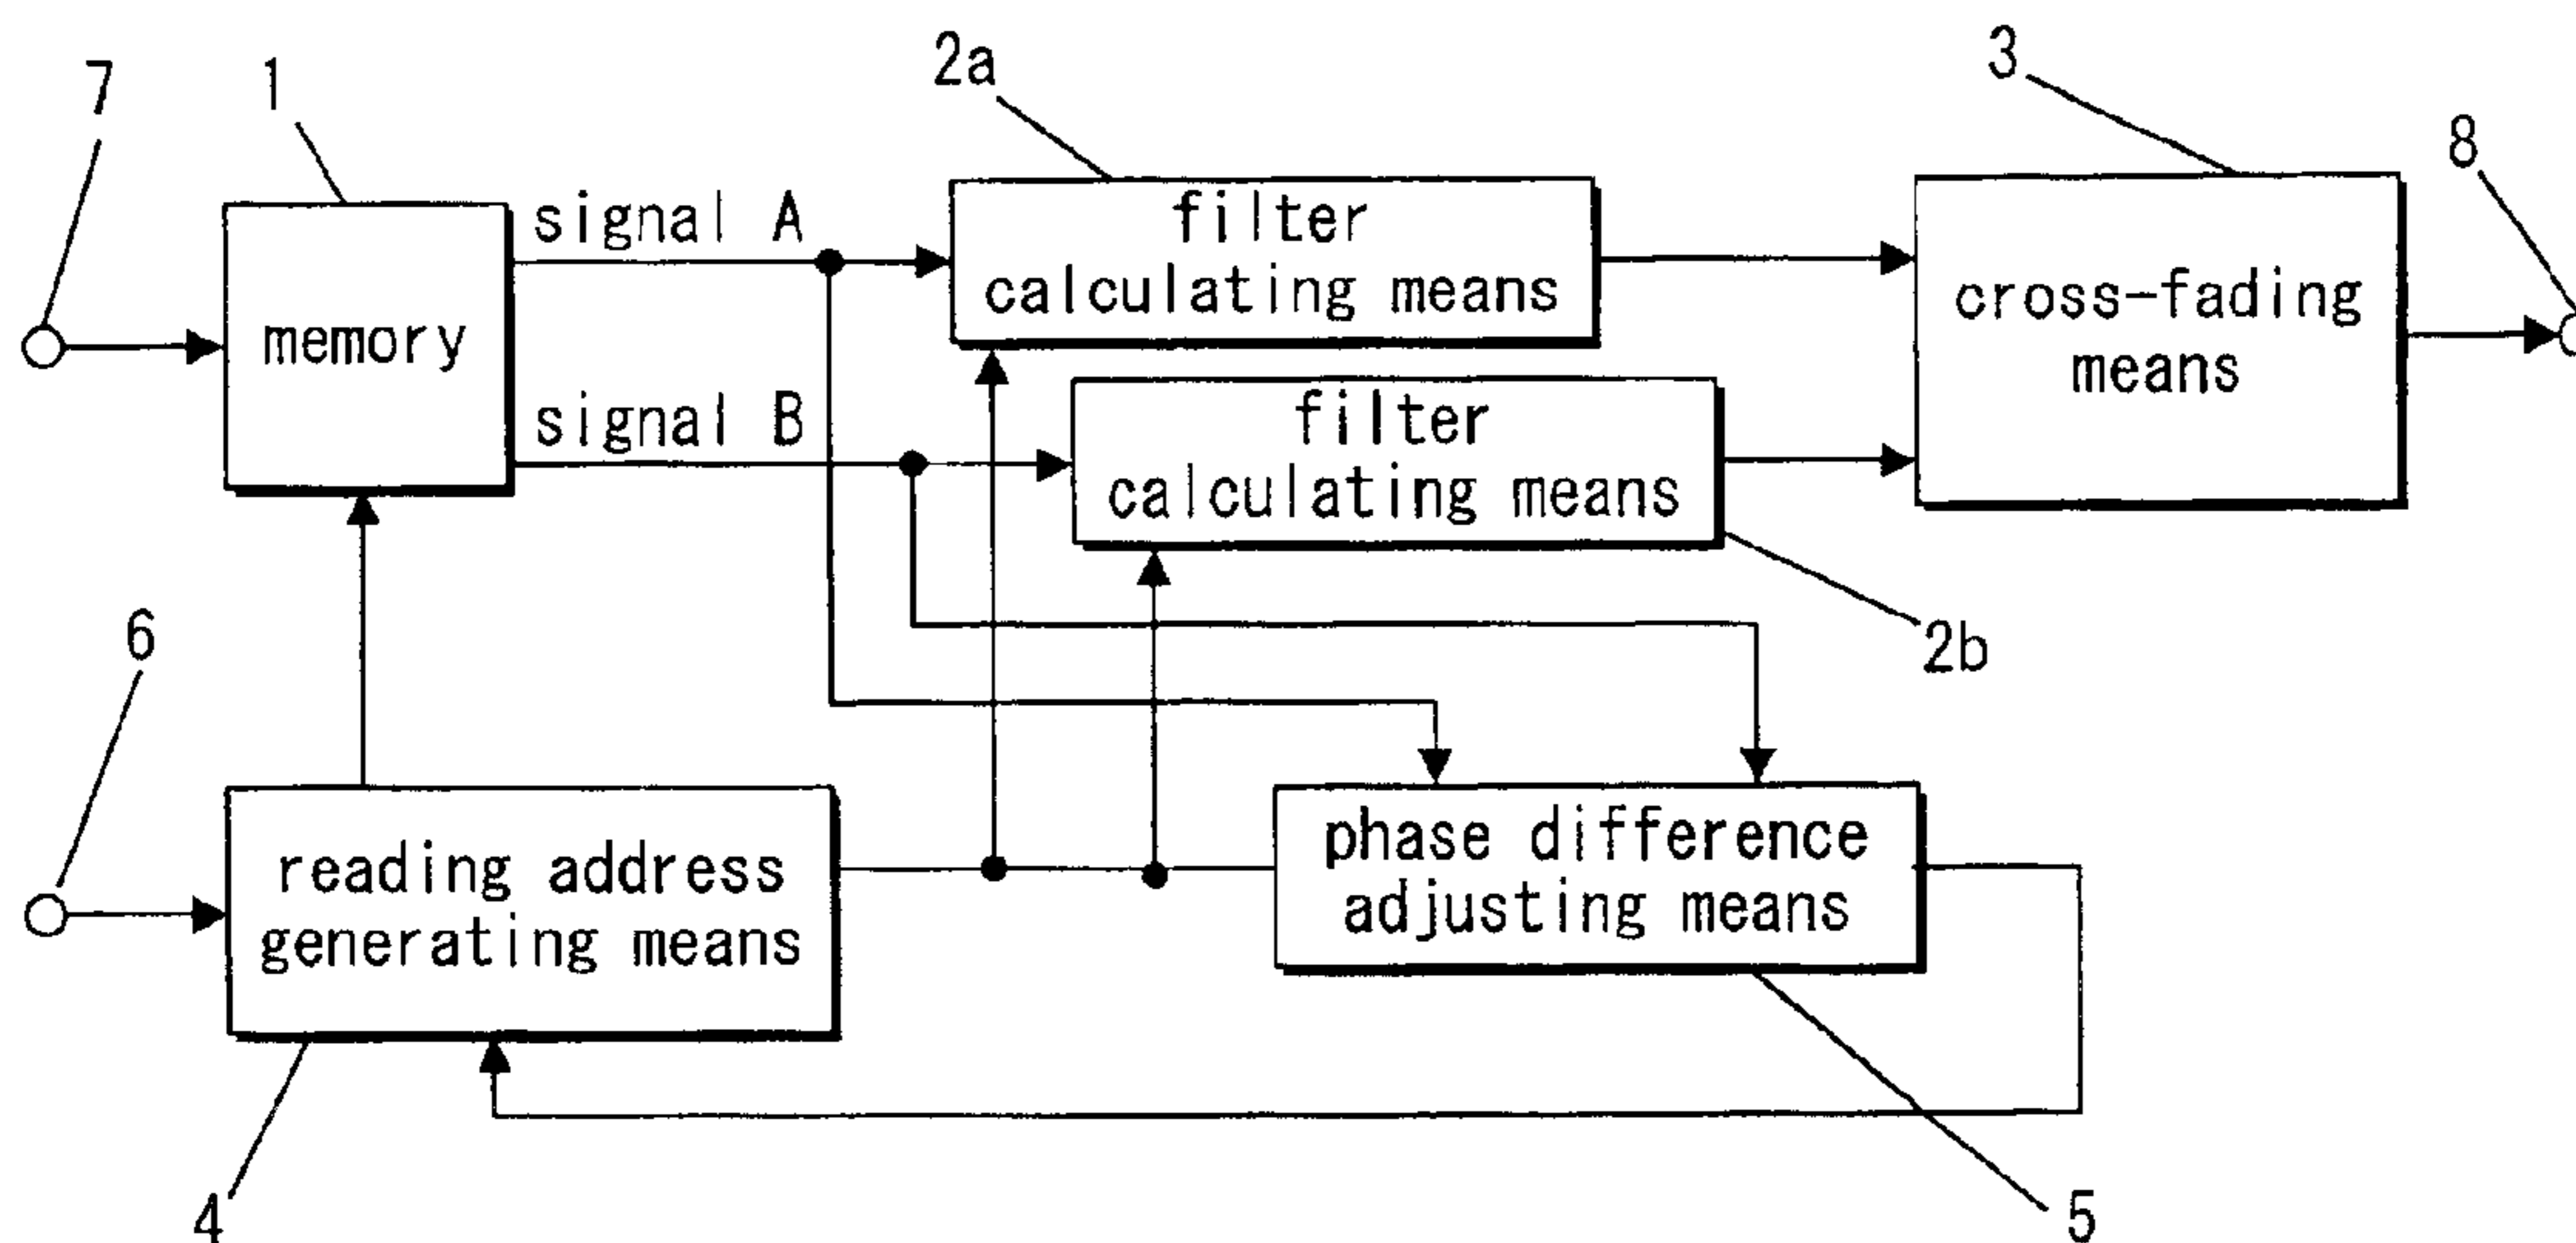 7
1
2a
3
8
signal A
filter
calculating means
memory
cross-fading
means
signal B
filter
calculating means
6
2b
reading address
generating means
phase difference
adjusting means
4
5